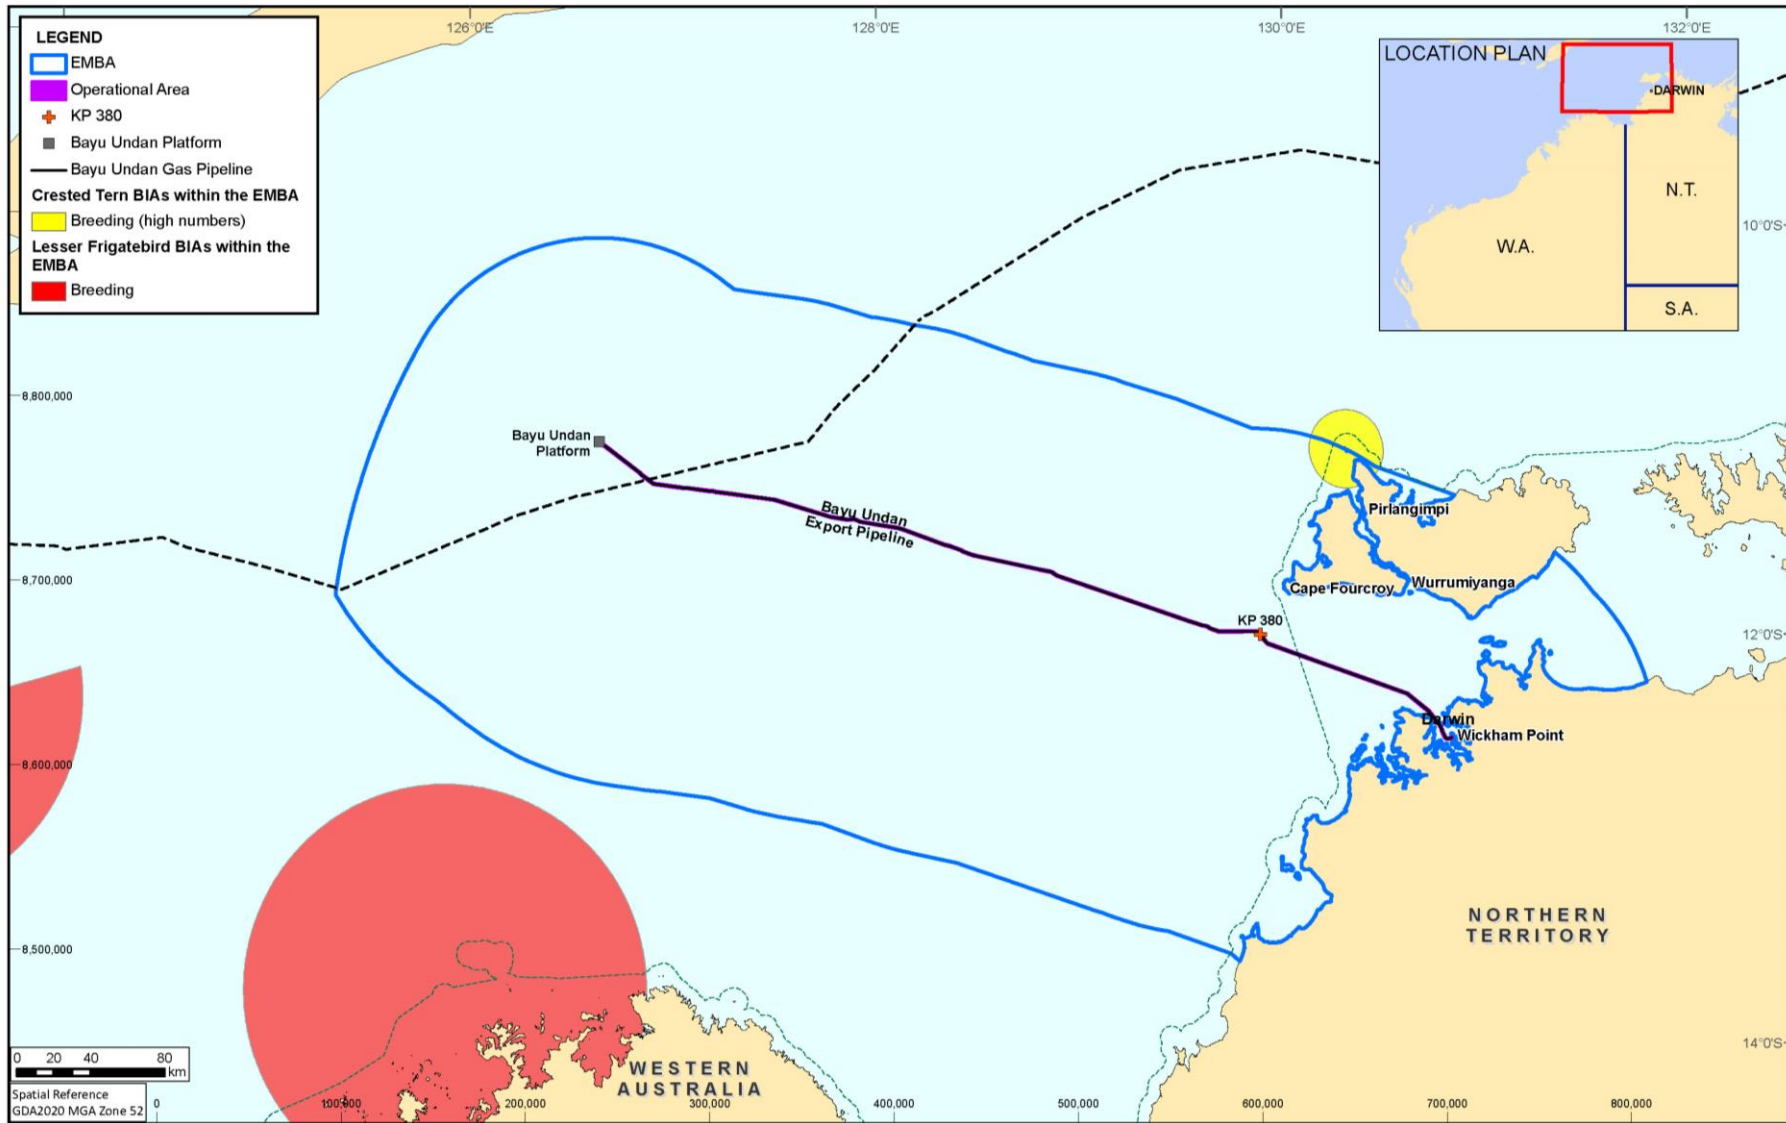 126°0'E
128°0'E
130°0'E
132°0'E
LEGEND
EMBA
Operational Area
KP 380
Bayu Undan Platform
Bayu Undan Gas Pipeline
Crested Tern BIAs within the EMBA
Breeding (high numbers)
Lesser Frigatebird BIAs within the
EMBA
Breeding
LOCATION PLAN
DARWIN
N.T.
W.A.
S.A.
10°0'S
8,800,000
Bayu Undan
Platform
Bayu Undan
Export Pipeline
Pirlangimpi
8,700,000
Cape Fourcroy
Wurrumiyanga
KP 380
12°0'S
Darwin
Wickham Point
8,600,000
NORTHERN
TERRITORY
8,500,000
14°0'S
WESTERN
AUSTRALIA
0 20 40 80
km
Spatial Reference
GDA2020 MGA Zone 52
0
100,000
200,000
300,000
400,000
500,000
600,000
700,000
800,000